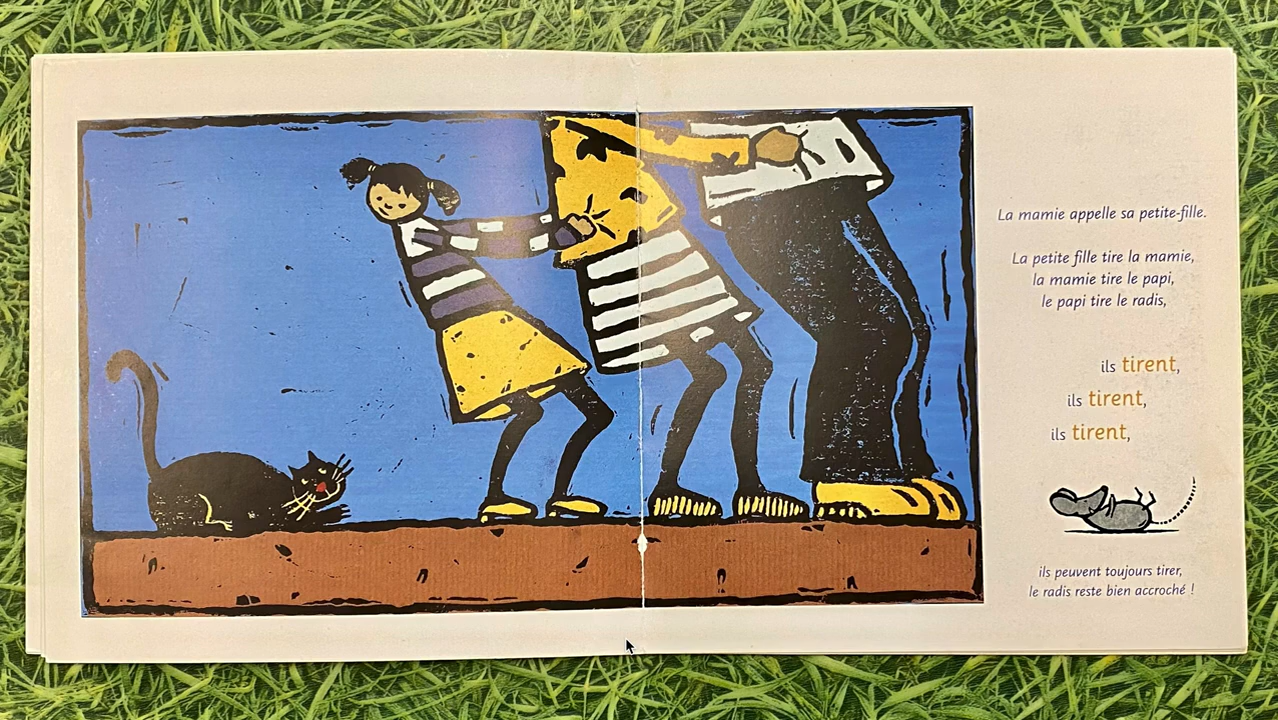 La mamie appelle sa petite-fille.
La petite fille tire la mamie,
la mamie tire le papi,
le papi tire le radis,
ils tirent,
ils tirent,
ils tirent,
ils peuvent toujours tirer,
le radis reste bien accroché !